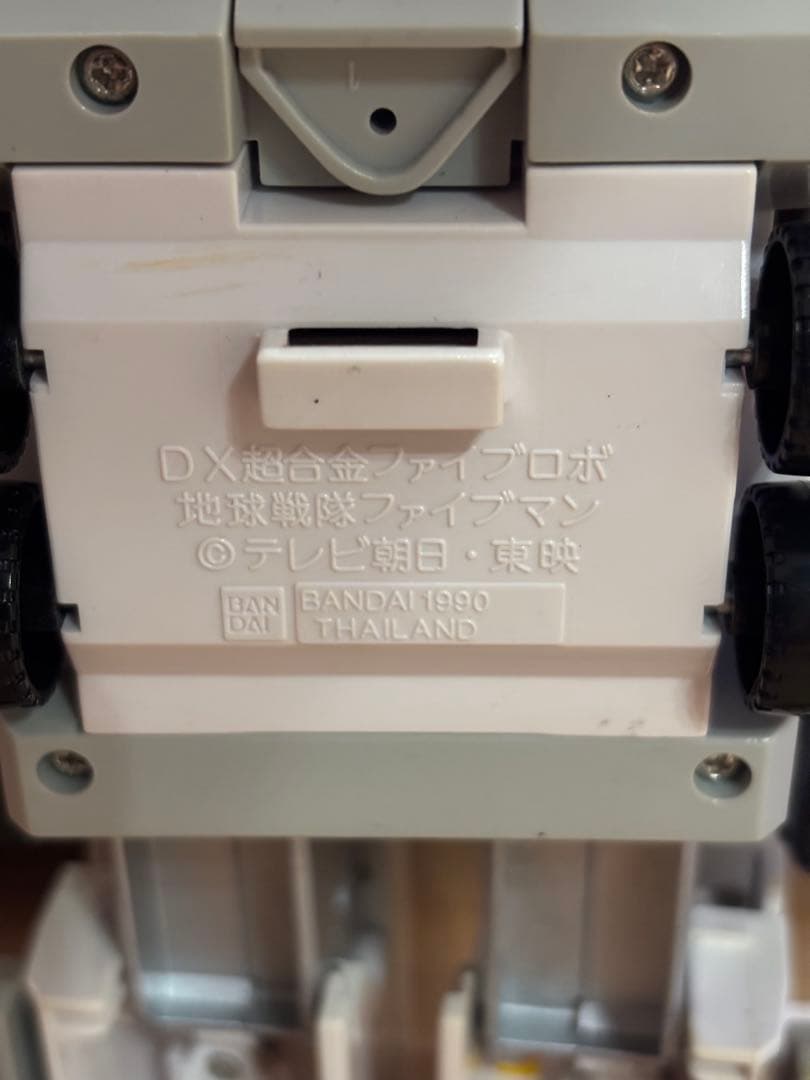 DX超合金ファイブロボ
地球戦隊ファイブマン
©テレビ朝日・東映
BAN
DAI
BANDAI 1990
THAILAND